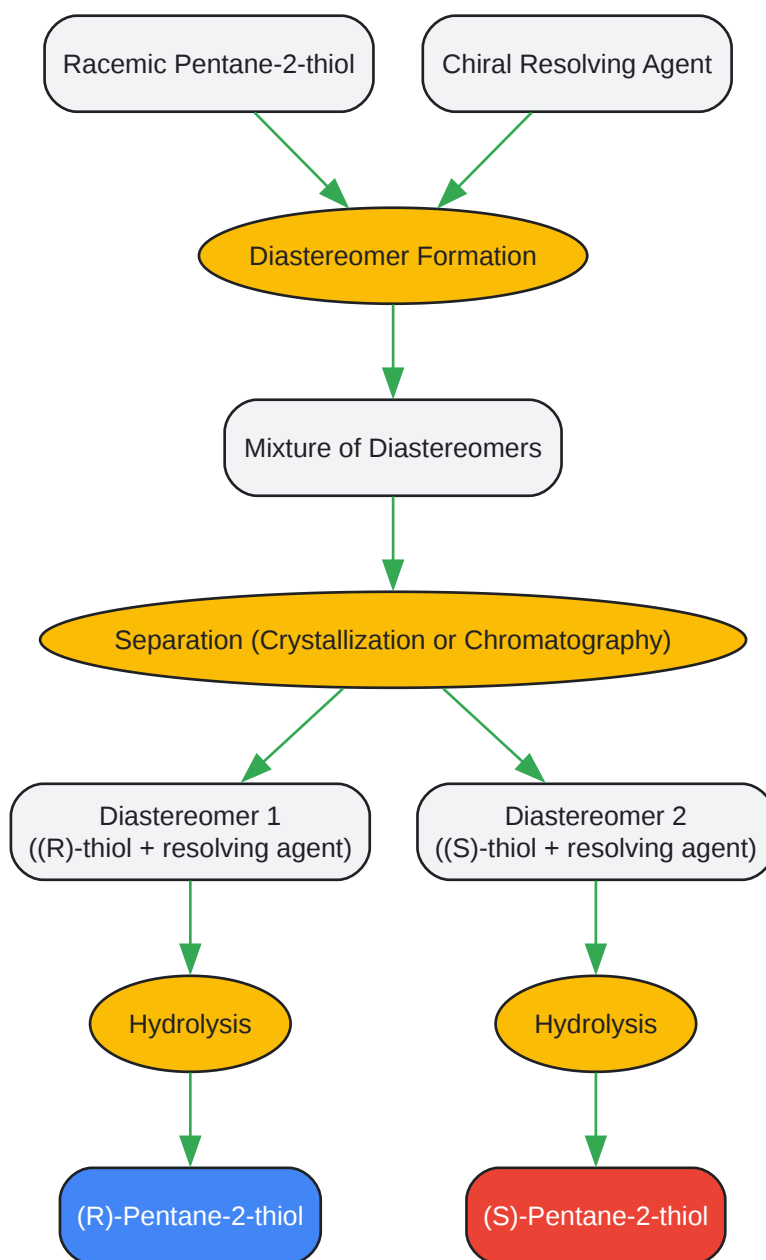 Racemic Pentane-2-thiol
Chiral Resolving Agent
Diastereomer Formation
Mixture of Diastereomers
Separation (Crystallization or Chromatography)
Diastereomer 1
((R)-thiol + resolving agent)
Diastereomer 2
((S)-thiol + resolving agent)
Hydrolysis
Hydrolysis
(R)-Pentane-2-thiol
(S)-Pentane-2-thiol